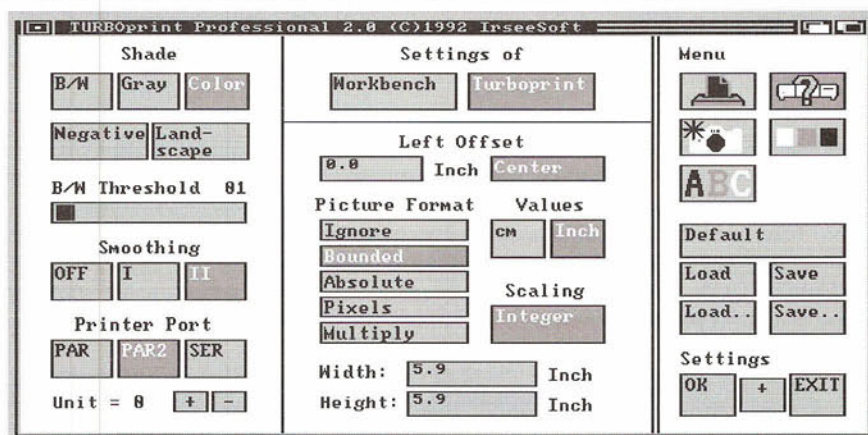 TURBOprint Professional 2.0 (C)1992 IrseeSoft
Shade
B/W Gray Color
Negative Land-
scape
B/W Threshold 01
Smoothing
OFF I II
Printer Port
PAR PAR2 SER
Unit = 0 + -
Settings of
Workbench Turboprint
Left Offset
0.0 Inch Center
Picture Format
Ignore
Bounded
Absolute
Pixels
Multiply
Values
cm Inch
Scaling
Integer
Width: 5.9 Inch
Height: 5.9 Inch
Menu
?
ABC
Default
Load Save
Load.. Save..
Settings
OK + EXIT